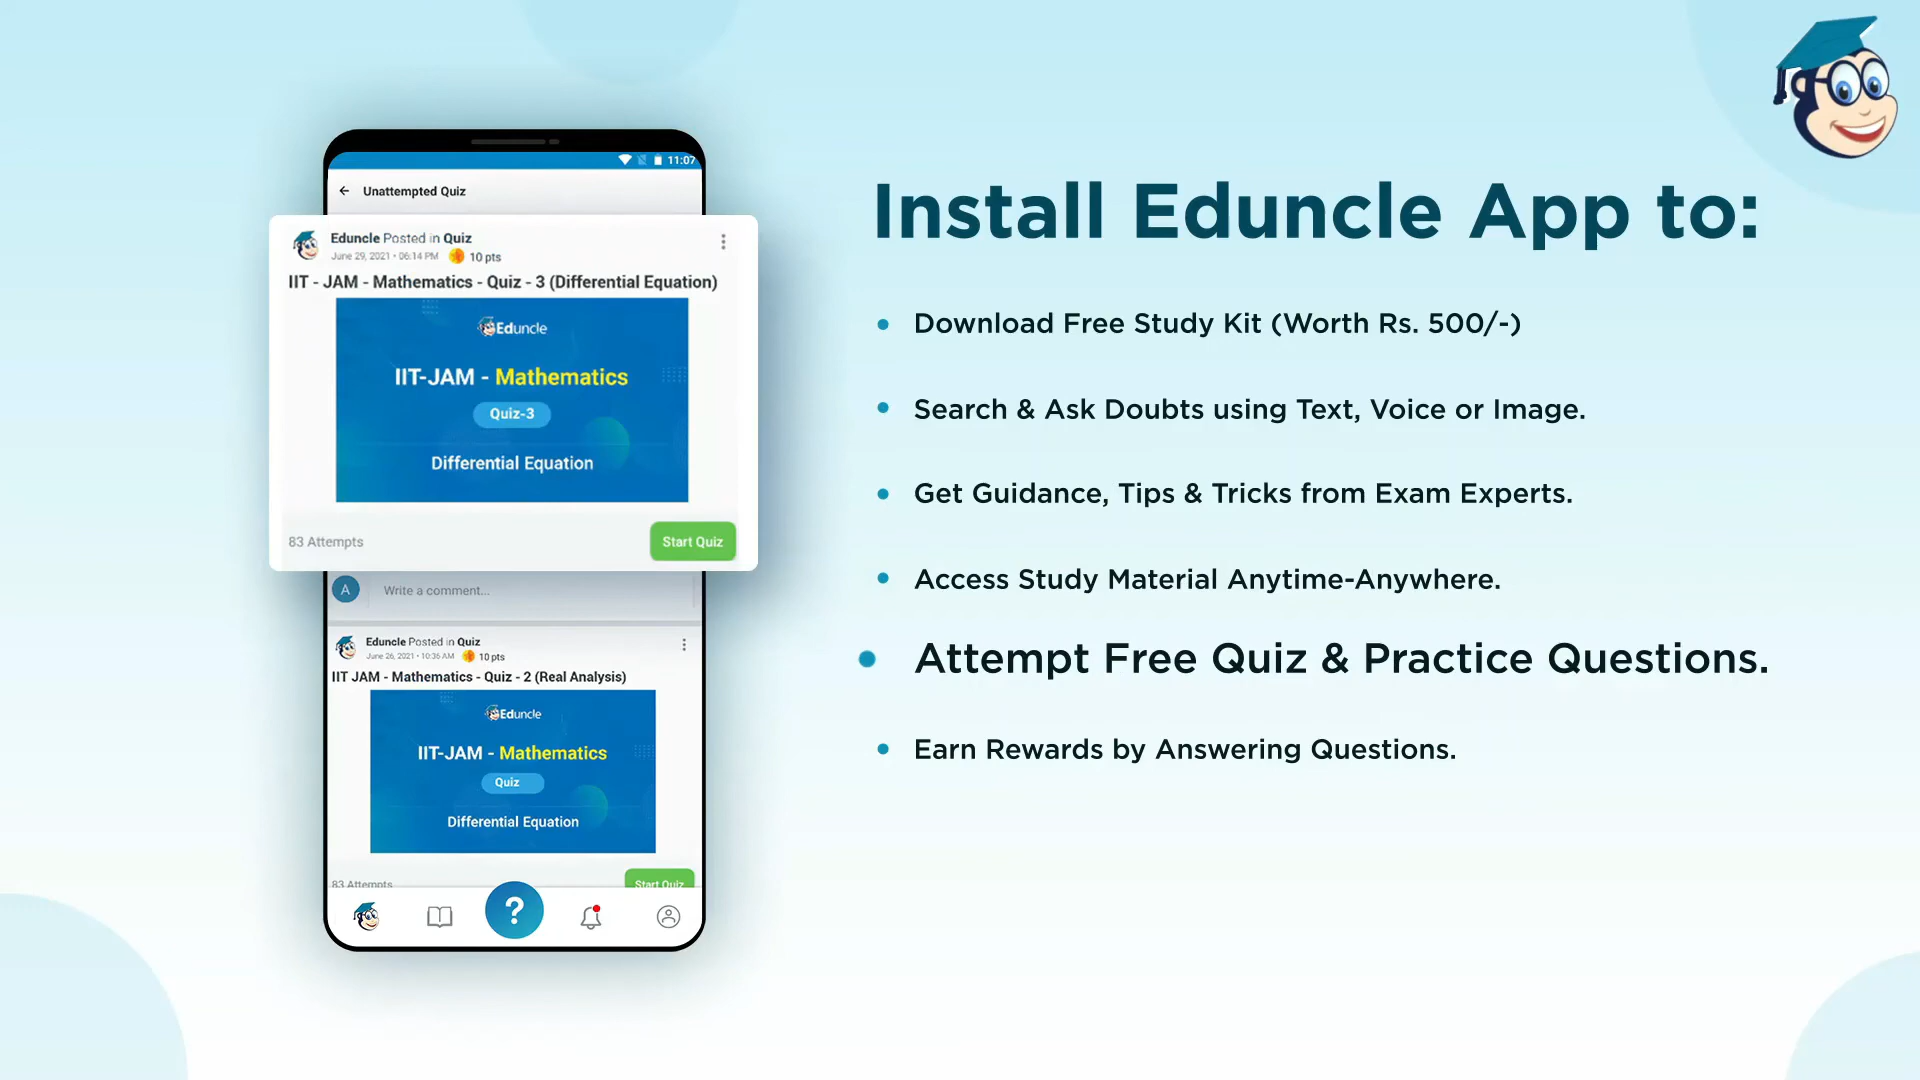 11:07
Unattempted Quiz
Eduncle Posted in Quiz
June 29, 2021 • 06:14 PM 10 pts
IIT - JAM - Mathematics - Quiz - 3 (Differential Equation)
Eduncle
IIT-JAM - Mathematics
Quiz-3
Differential Equation
83 Attempts Start Quiz
A Write a comment...
Eduncle Posted in Quiz
June 26, 2021 • 10:36 AM 10 pts
IIT JAM - Mathematics - Quiz - 2 (Real Analysis)
Eduncle
IIT-JAM - Mathematics
Quiz
Differential Equation
83 Attempts Start Quiz
?
Install Eduncle App to:
• Download Free Study Kit (Worth Rs. 500/-)
• Search & Ask Doubts using Text, Voice or Image.
• Get Guidance, Tips & Tricks from Exam Experts.
• Access Study Material Anytime-Anywhere.
• Attempt Free Quiz & Practice Questions.
• Earn Rewards by Answering Questions.